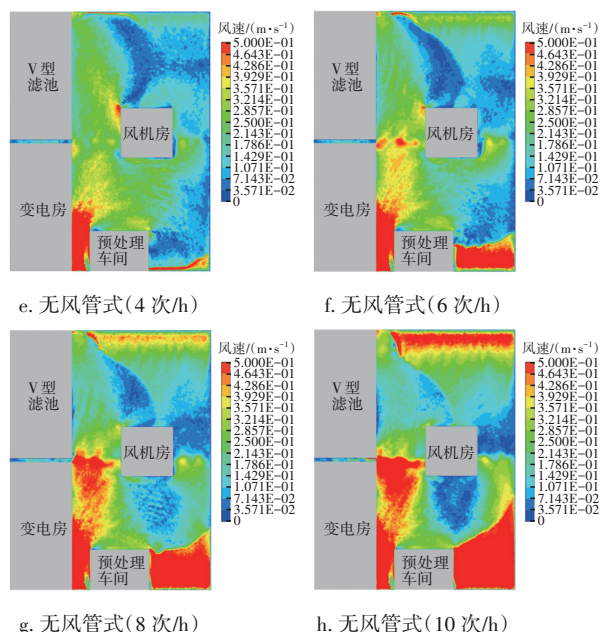 风速/(m·s⁻¹)
5.000E-01
4.643E-01
4.286E-01
3.929E-01
3.571E-01
3.214E-01
2.857E-01
2.500E-01
2.143E-01
1.786E-01
1.429E-01
1.071E-01
7.143E-02
3.571E-02
0
V 型
滤池
风机房
变电房
预处理
车间
e. 无风管式(4 次/h)
风速/(m·s⁻¹)
5.000E-01
4.643E-01
4.286E-01
3.929E-01
3.571E-01
3.214E-01
2.857E-01
2.500E-01
2.143E-01
1.786E-01
1.429E-01
1.071E-01
7.143E-02
3.571E-02
0
V 型
滤池
风机房
变电房
预处理
车间
f. 无风管式(6 次/h)
风速/(m·s⁻¹)
5.000E-01
4.643E-01
4.286E-01
3.929E-01
3.571E-01
3.214E-01
2.857E-01
2.500E-01
2.143E-01
1.786E-01
1.429E-01
1.071E-01
7.143E-02
3.571E-02
0
V 型
滤池
风机房
变电房
预处理
车间
g. 无风管式(8 次/h)
风速/(m·s⁻¹)
5.000E-01
4.643E-01
4.286E-01
3.929E-01
3.571E-01
3.214E-01
2.857E-01
2.500E-01
2.143E-01
1.786E-01
1.429E-01
1.071E-01
7.143E-02
3.571E-02
0
V 型
滤池
风机房
变电房
预处理
车间
h. 无风管式(10 次/h)